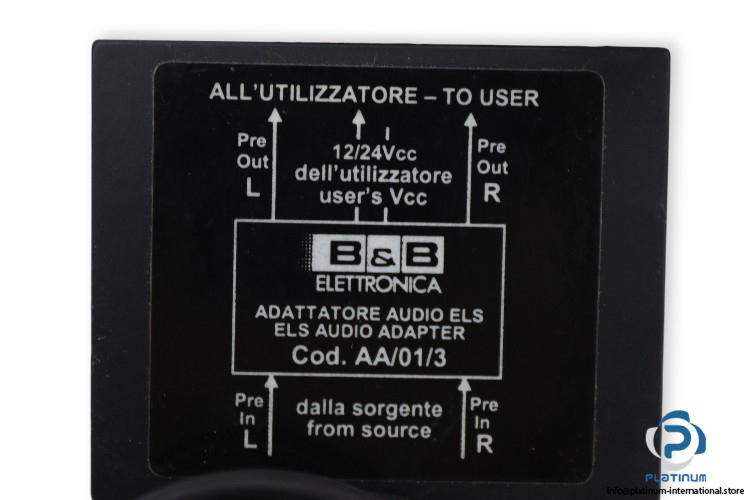 ALL'UTILIZZATORE – TO USER
Pre
Out
L
12/24Vcc
dell'utilizzatore
user's Vcc
Pre
Out
R
B&B
ELETTRONICA
ADATTATORE AUDIO ELS
ELS AUDIO ADAPTER
Cod. AA/01/3
Pre
In
L
dalla sorgente
from source
Pre
In
R
PLATINUM
info@platinum-international.store